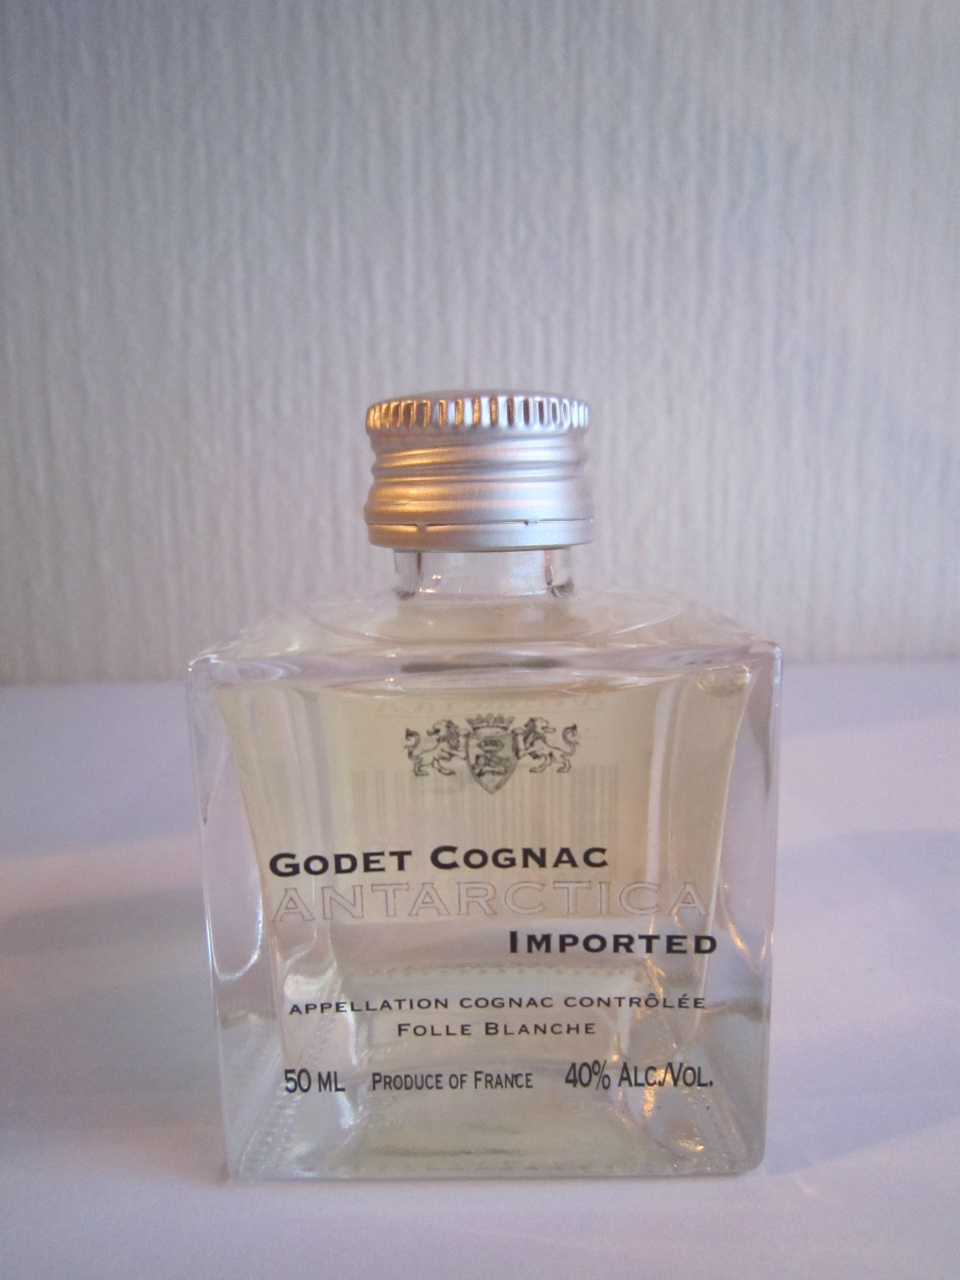 GODET COGNAC
ANTARCTICA
IMPORTED
APPELLATION COGNAC CONTRÔLÉE
FOLLE BLANCHE
50 ML PRODUCE OF FRANCE 40% ALC./VOL.